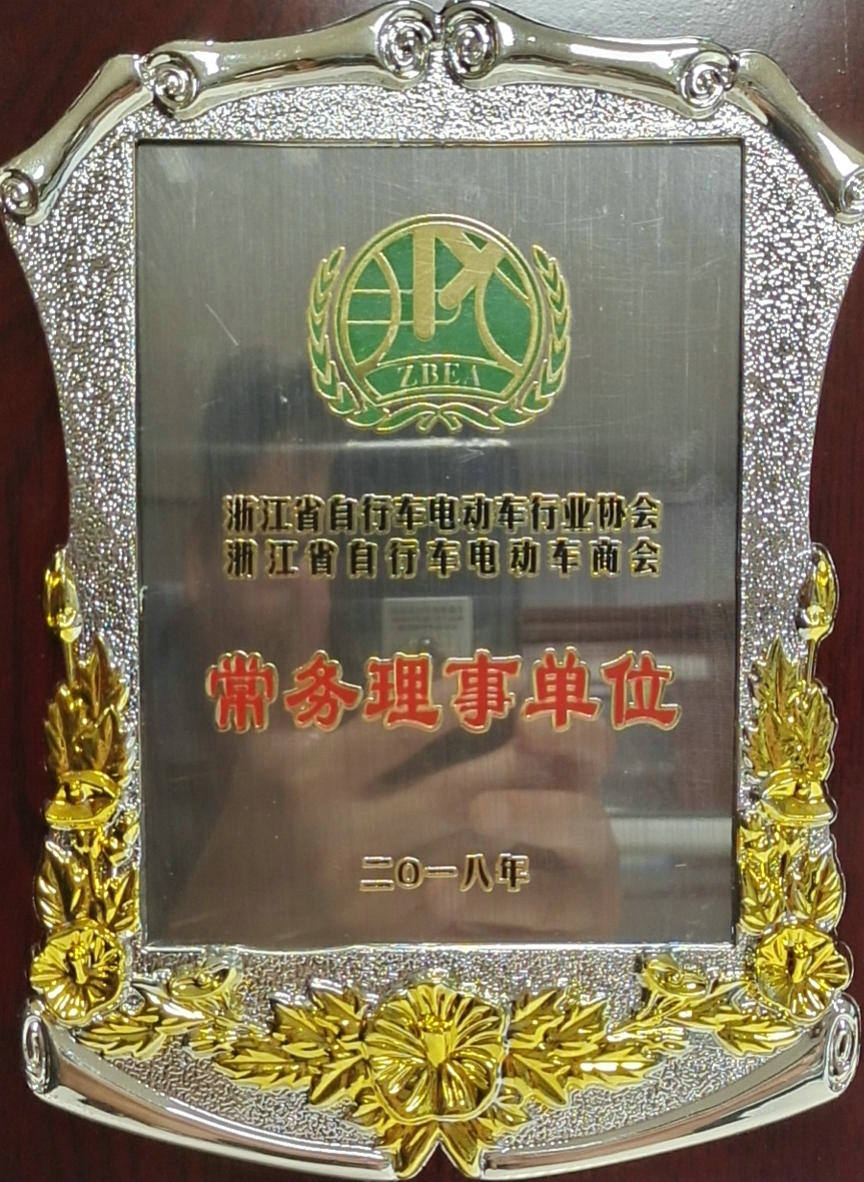 ZBEA
浙江省自行车电动车行业协会
浙江省自行车电动车商会
常务理事单位
二O一八年